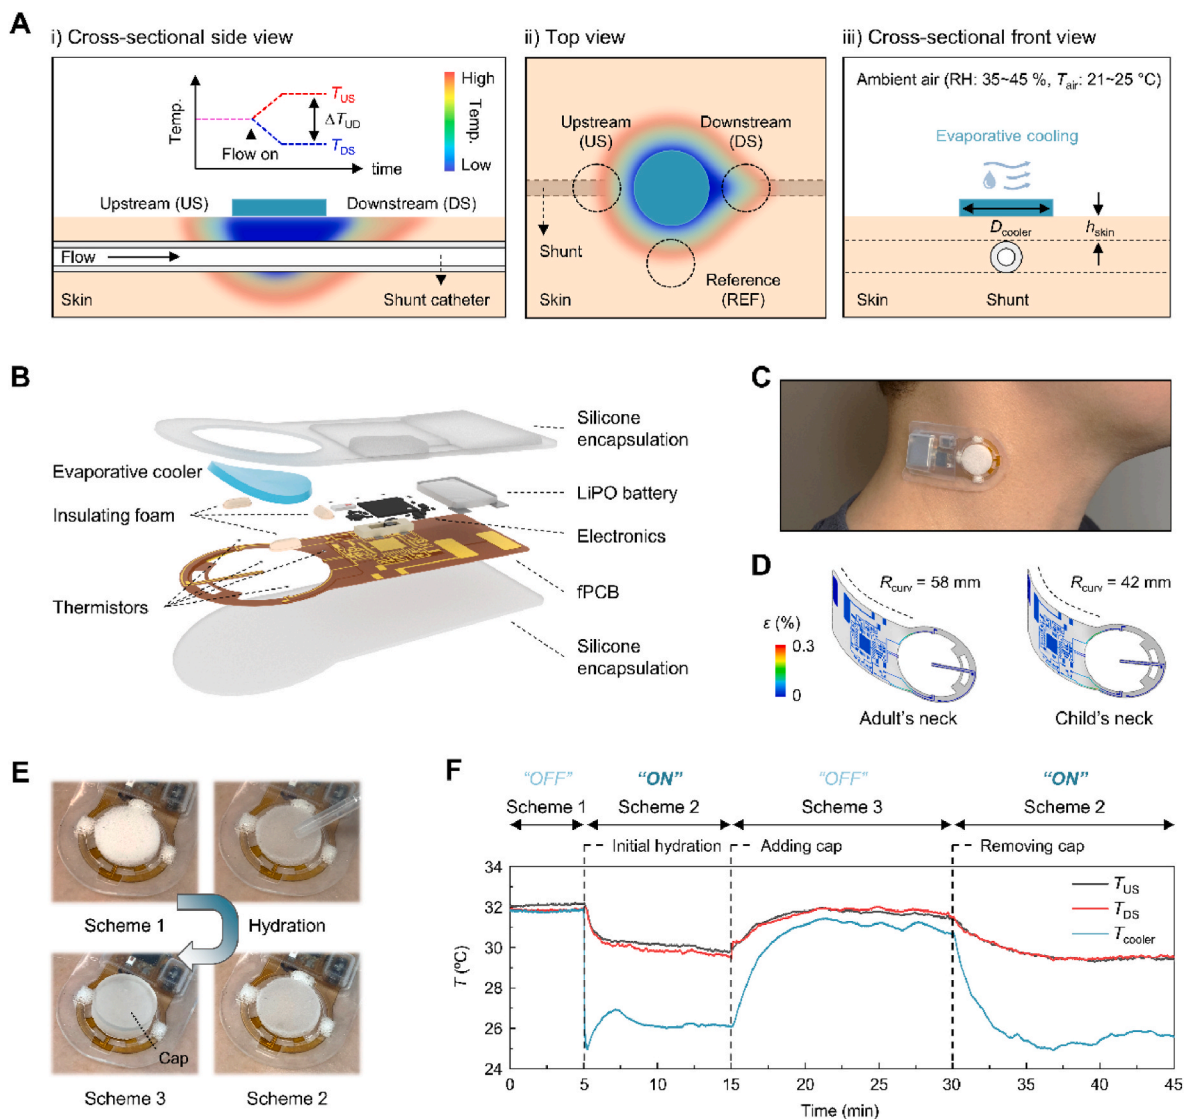 A
i) Cross-sectional side view
ii) Top view
iii) Cross-sectional front view
Temp.
T_US
ΔT_UD
T_DS
Flow on
time
High
Temp.
Low
Upstream (US)
Downstream (DS)
Flow
Skin
Shunt catheter
Upstream
(US)
Downstream
(DS)
Shunt
Skin
Reference
(REF)
Ambient air (RH: 35~45 %, T_air: 21~25 °C)
Evaporative cooling
D_cooler
h_skin
Skin
Shunt
B
Silicone
encapsulation
Evaporative cooler
LiPO battery
Insulating foam
Electronics
Thermistors
fPCB
Silicone
encapsulation
C
D
R_curv = 58 mm
R_curv = 42 mm
ε (%)
0.3
0
Adult's neck
Child's neck
E
Scheme 1
Hydration
Cap
Scheme 3
Scheme 2
F
“OFF”
“ON”
“OFF”
“ON”
Scheme 1
Scheme 2
Scheme 3
Scheme 2
Initial hydration
Adding cap
Removing cap
T_US
T_DS
T_cooler
T (ºC)
34
32
30
28
26
24
0
5
10
15
20
25
30
35
40
45
Time (min)